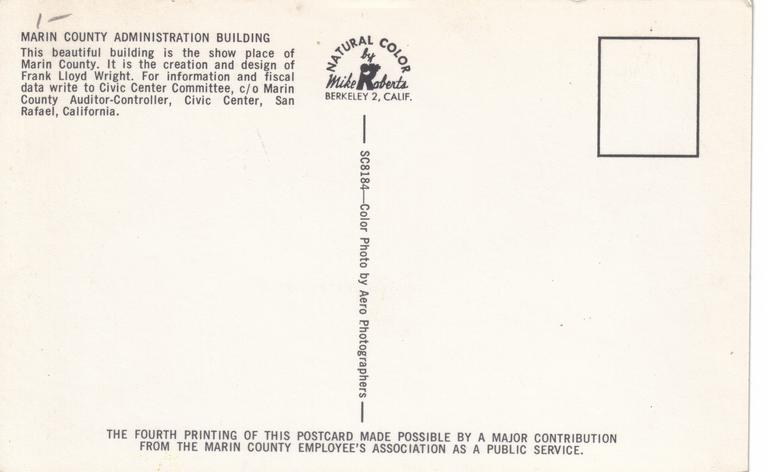 1-
MARIN COUNTY ADMINISTRATION BUILDING
This beautiful building is the show place of
Marin County. It is the creation and design of
Frank Lloyd Wright. For information and fiscal
data write to Civic Center Committee, c/o Marin
County Auditor-Controller, Civic Center, San
Rafael, California.
NATURAL COLOR
by
Mike Roberts
BERKELEY 2, CALIF.
SC8184—Color Photo by Aero Photographers
THE FOURTH PRINTING OF THIS POSTCARD MADE POSSIBLE BY A MAJOR CONTRIBUTION
FROM THE MARIN COUNTY EMPLOYEE'S ASSOCIATION AS A PUBLIC SERVICE.